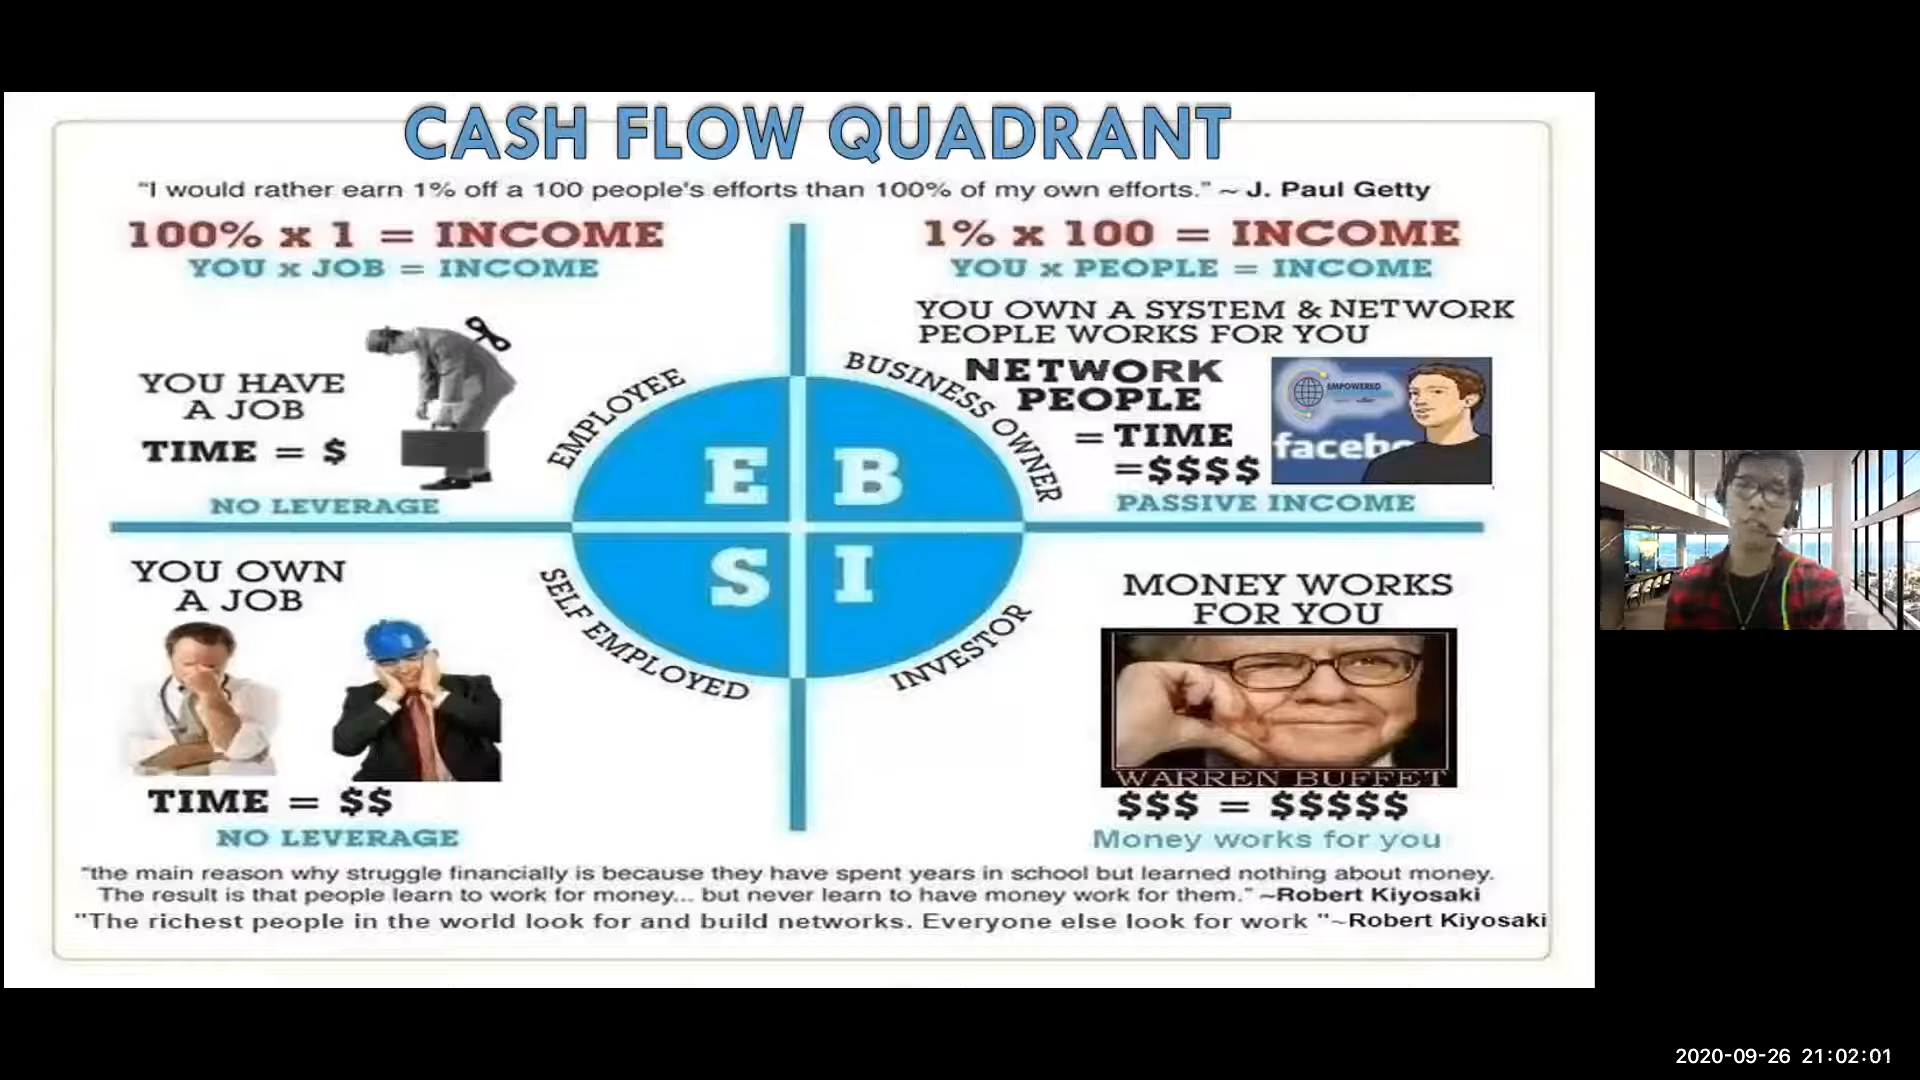 CASH FLOW QUADRANT
"I would rather earn 1% off a 100 people's efforts than 100% of my own efforts." ~ J. Paul Getty
100% x 1 = INCOME
YOU x JOB = INCOME
1% x 100 = INCOME
YOU x PEOPLE = INCOME
YOU HAVE
A JOB
TIME = $
NO LEVERAGE
YOU OWN A SYSTEM & NETWORK
PEOPLE WORKS FOR YOU
NETWORK
PEOPLE
= TIME
=$$$$
PASSIVE INCOME
EMPOWERD
facebo
EMPLOYEE
BUSINESS OWNER
E B
S I
SELF EMPLOYED
INVESTOR
YOU OWN
A JOB
TIME = $$
NO LEVERAGE
MONEY WORKS
FOR YOU
WARREN BUFFET
$$$ = $$$$$
Money works for you
"the main reason why struggle financially is because they have spent years in school but learned nothing about money.
The result is that people learn to work for money... but never learn to have money work for them." ~Robert Kiyosaki
"The richest people in the world look for and build networks. Everyone else look for work "~Robert Kiyosaki
2020-09-26 21:02:01